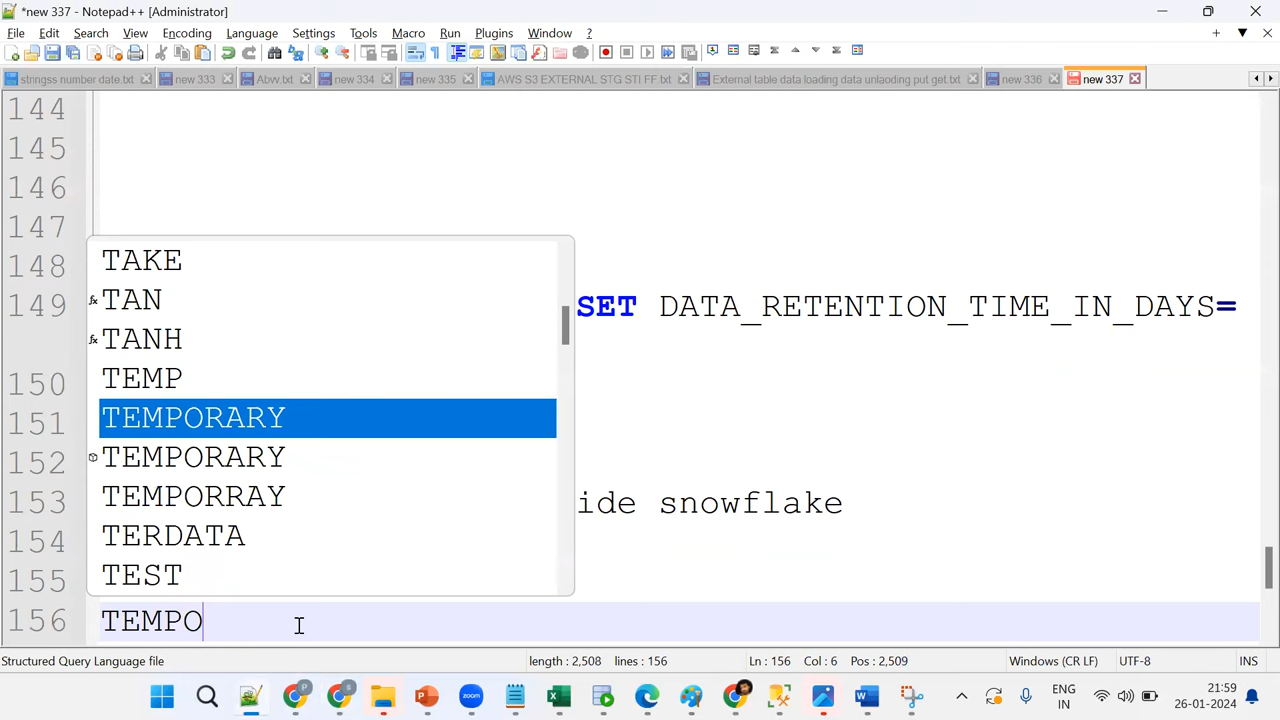 *new 337 - Notepad++ [Administrator]
File Edit Search View Encoding Language Settings Tools Macro Run Plugins Window ?
stringss number date.txt new 333 Abvv.txt new 334 new 335 AWS S3 EXTERNAL STG STI FF txt External table data loading data unlaoding put get.txt new 336 new 337
144
145
146
147
148
149 SET DATA_RETENTION_TIME_IN_DAYS=
150
151
152
153 ide snowflake
154
155
156 TEMPO
TAKE
TAN
TANH
TEMP
TEMPORARY
TEMPORARY
TEMPORRAY
TERDATA
TEST
Structured Query Language file length : 2,508 lines : 156 Ln : 156 Col : 6 Pos : 2,509 Windows (CR LF) UTF-8 INS
ENG
IN
21:59
26-01-2024